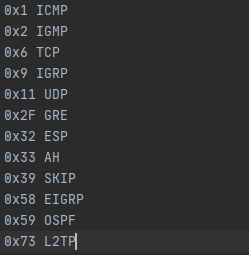 0x1 ICMP
0x2 IGMP
0x6 TCP
0x9 IGRP
0x11 UDP
0x2F GRE
0x32 ESP
0x33 AH
0x39 SKIP
0x58 EIGRP
0x59 OSPF
0x73 L2TP